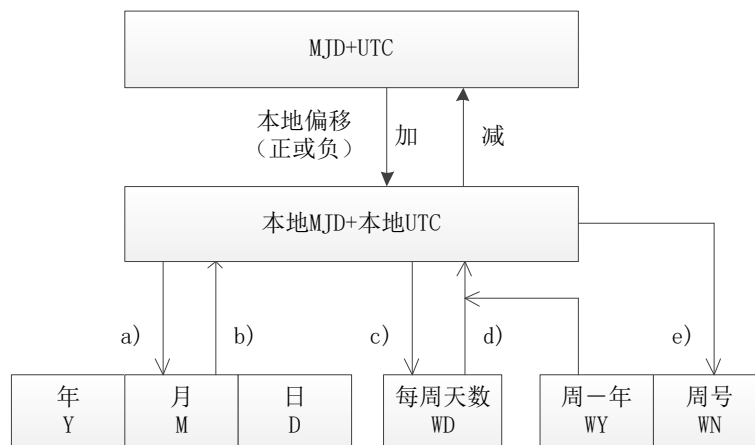 MJD+UTC
本地偏移
（正或负）
加
减
本地MJD+本地UTC
a)
b)
c)
d)
e)
年
Y
月
M
日
D
每周天数
WD
周－年
WY
周号
WN